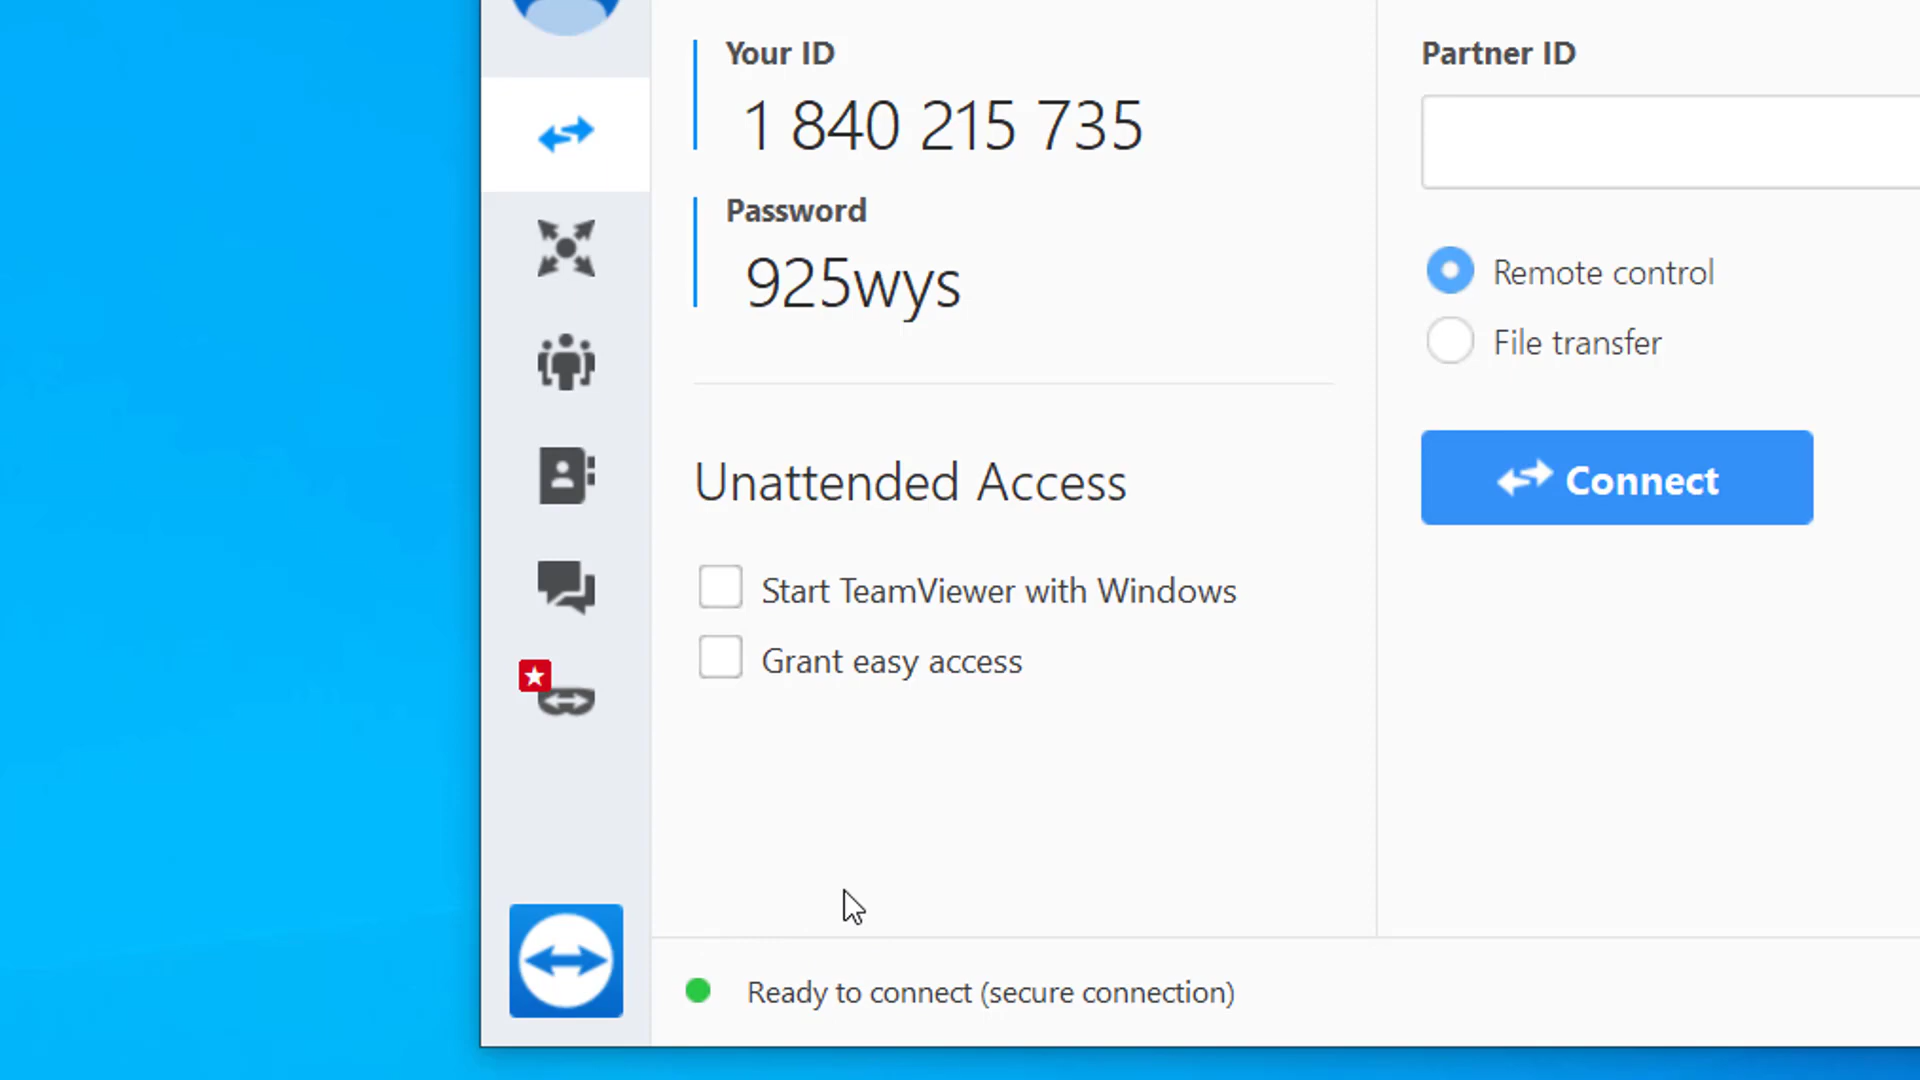 Your ID
1 840 215 735
Password
925wys
Unattended Access
Start TeamViewer with Windows
Grant easy access
Ready to connect (secure connection)
Partner ID
Remote control
File transfer
Connect